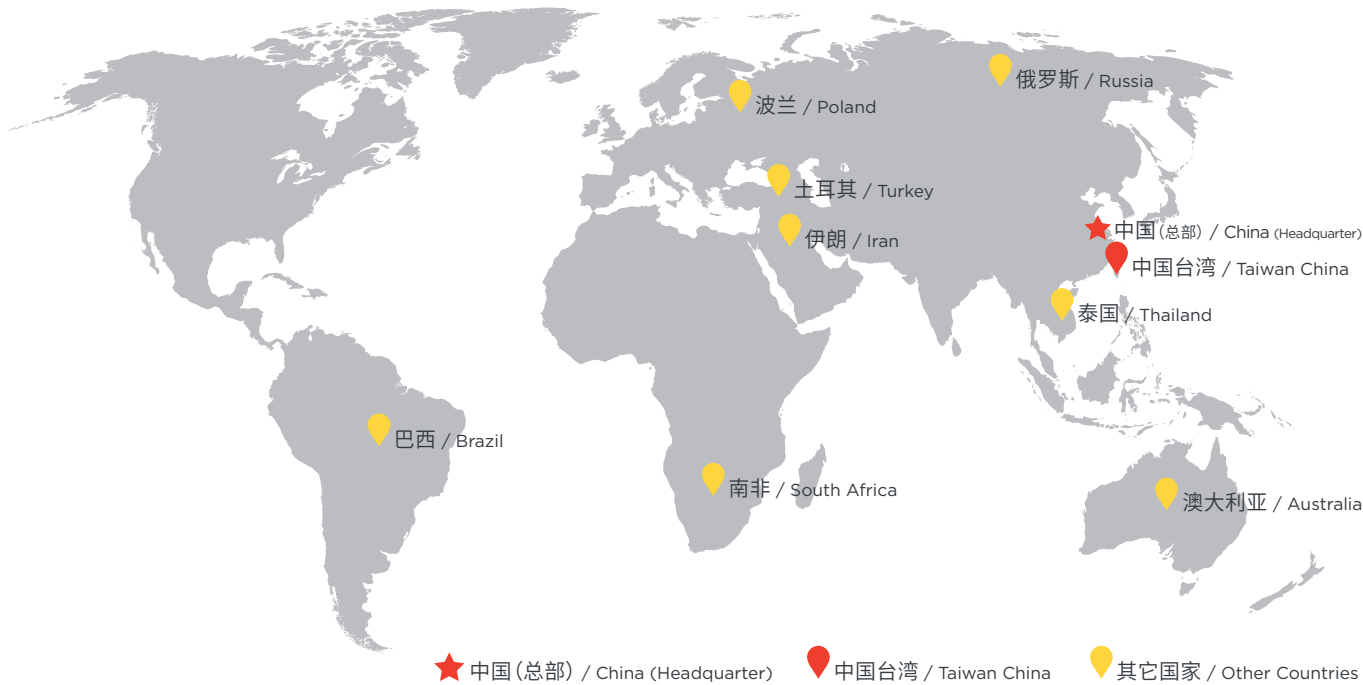 俄罗斯 / Russia
波兰 / Poland
土耳其 / Turkey
中国(总部) / China (Headquarter)
伊朗 / Iran
中国台湾 / Taiwan China
泰国 / Thailand
巴西 / Brazil
南非 / South Africa
澳大利亚 / Australia
中国(总部) / China (Headquarter) 中国台湾 / Taiwan China 其它国家 / Other Countries